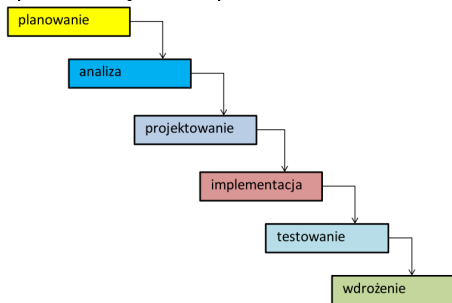 planowanie
analiza
projektowanie
implementacja
testowanie
wdrożenie